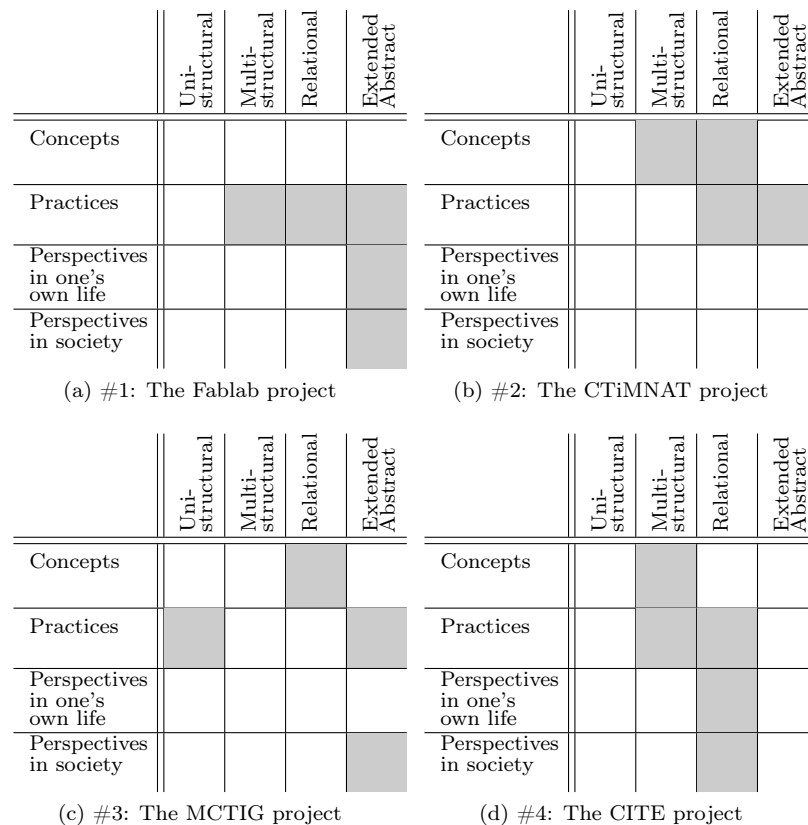 Uni-
structural
Multi-
structural
Relational
Extended
Abstract
Concepts
Practices
Perspectives
in one's
own life
Perspectives
in society
(a) #1: The Fablab project
Uni-
structural
Multi-
structural
Relational
Extended
Abstract
Concepts
Practices
Perspectives
in one's
own life
Perspectives
in society
(b) #2: The CTiMNAT project
Uni-
structural
Multi-
structural
Relational
Extended
Abstract
Concepts
Practices
Perspectives
in one's
own life
Perspectives
in society
(c) #3: The MCTIG project
Uni-
structural
Multi-
structural
Relational
Extended
Abstract
Concepts
Practices
Perspectives
in one's
own life
Perspectives
in society
(d) #4: The CITE project